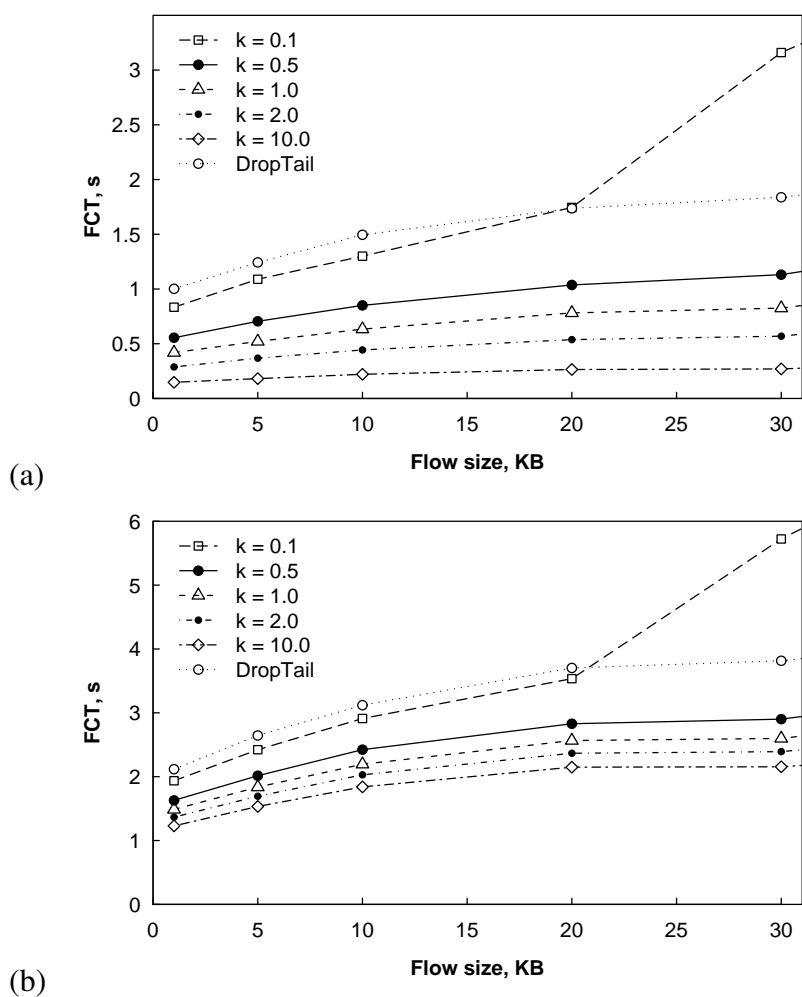 3
2.5
2
1.5
1
0.5
0
FCT, s
k = 0.1
k = 0.5
k = 1.0
k = 2.0
k = 10.0
DropTail
0 5 10 15 20 25 30
Flow size, KB
(a)
6
5
4
3
2
1
0
FCT, s
k = 0.1
k = 0.5
k = 1.0
k = 2.0
k = 10.0
DropTail
0 5 10 15 20 25 30
Flow size, KB
(b)